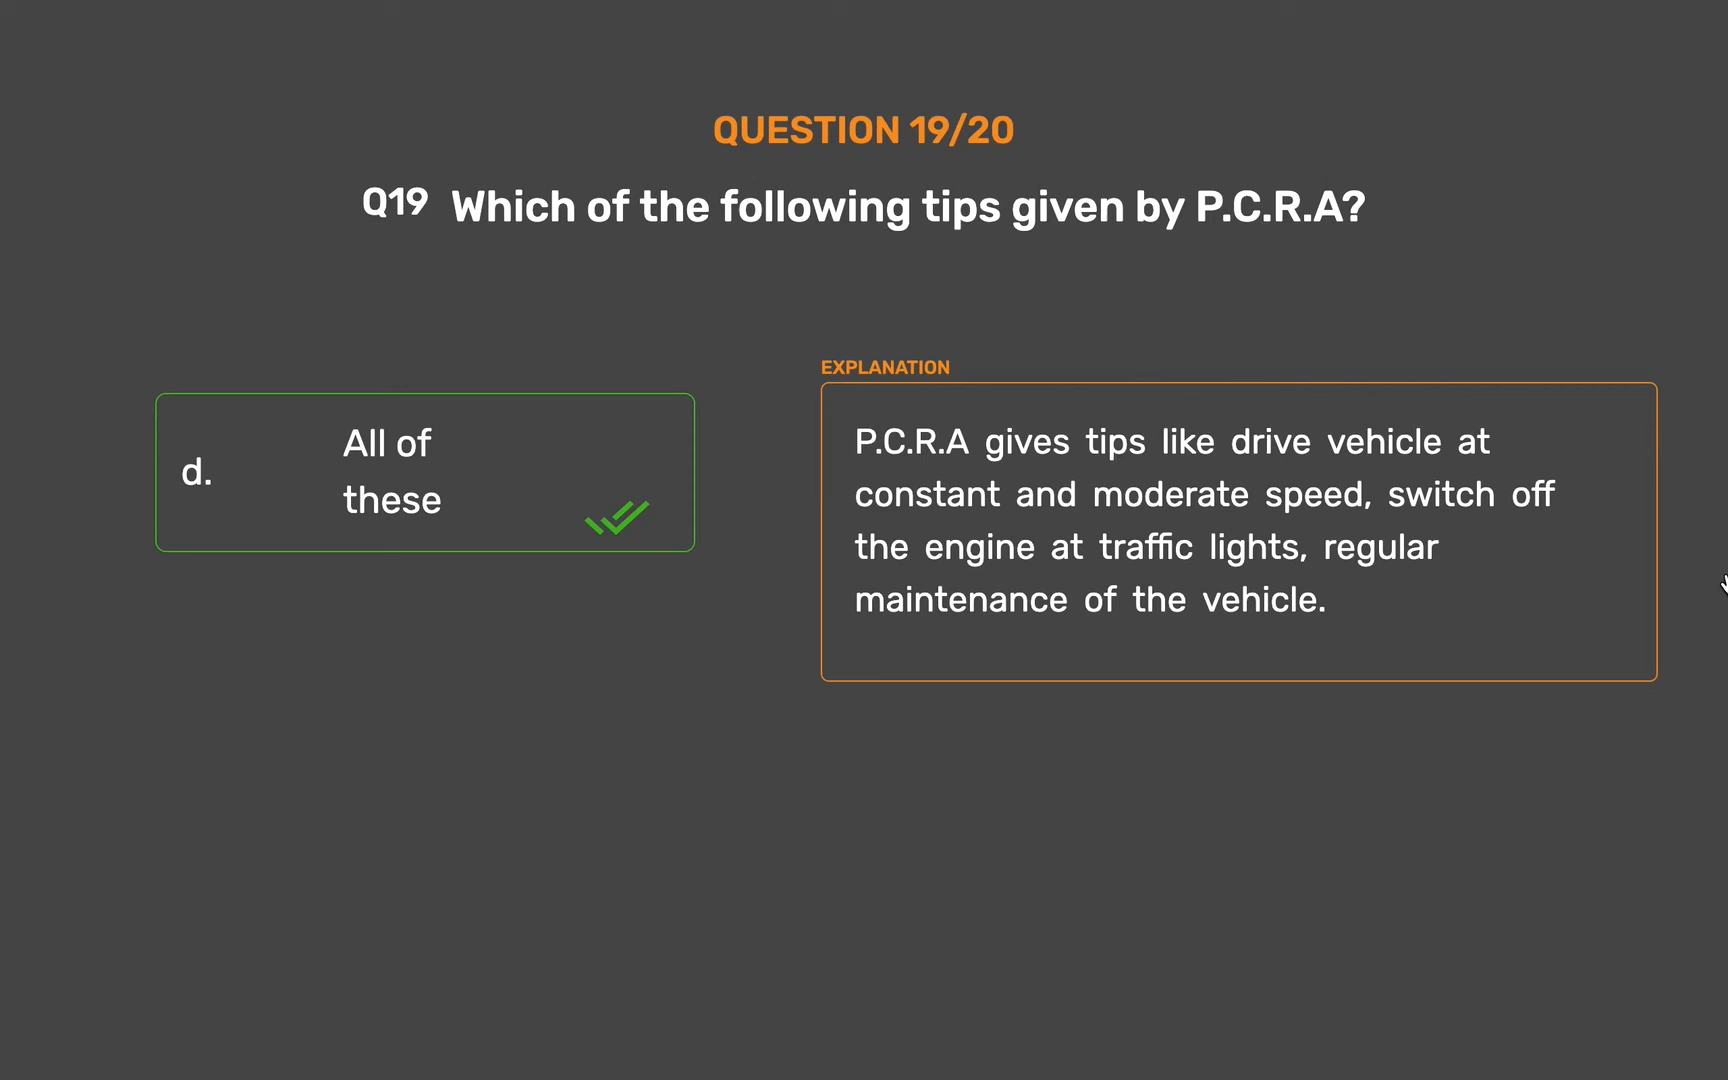 QUESTION 19/20
Q19 Which of the following tips given by P.C.R.A?
d.
All of
these
EXPLANATION
P.C.R.A gives tips like drive vehicle at
constant and moderate speed, switch off
the engine at traffic lights, regular
maintenance of the vehicle.